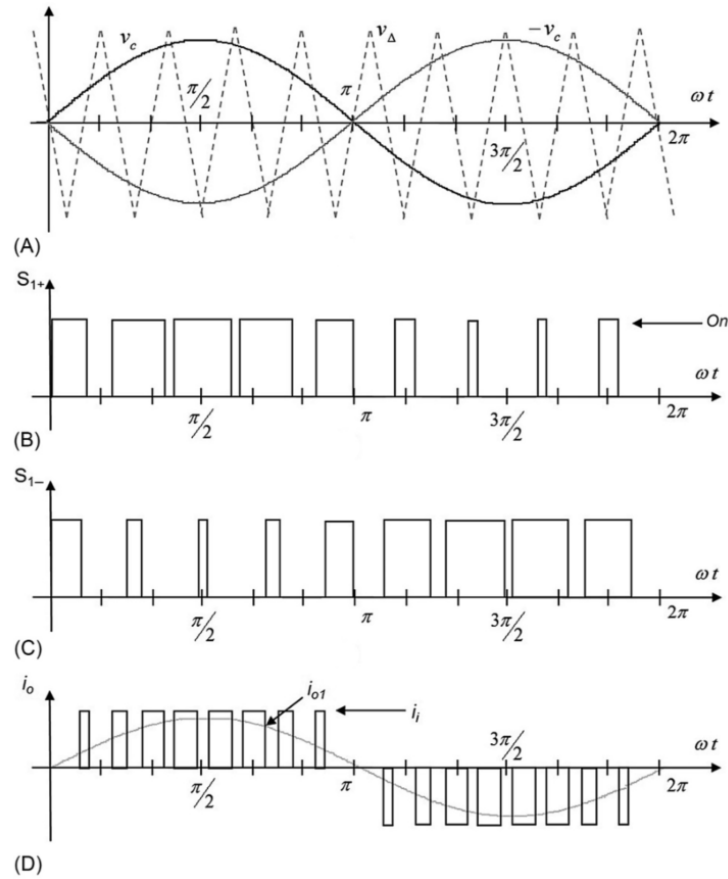 v_c v_Δ −v_c
π/2 π ωt
3π/2 2π
(A)
S₁₊
On
ωt
π/2 π 3π/2 2π
(B)
S₁₋
ωt
π/2 π 3π/2 2π
(C)
i_o i_o1 i_i
3π/2 ωt
π/2 π 2π
(D)